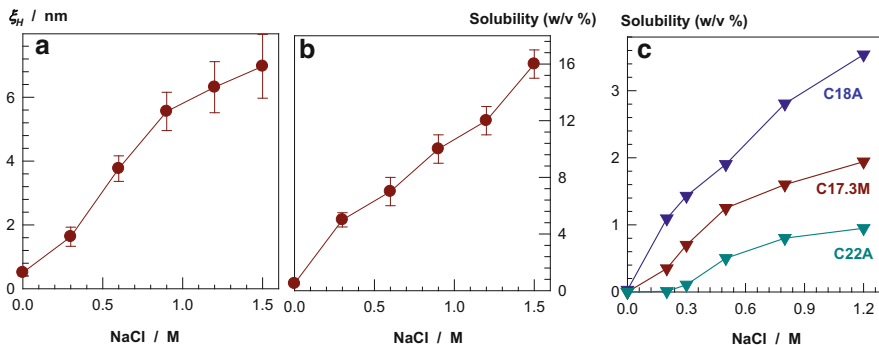 ξH / nm
a
6
4
2
0
0.0 0.5 1.0 1.5
NaCl / M
Solubility (w/v %)
b
16
12
8
4
0
0.0 0.5 1.0 1.5
NaCl / M
Solubility (w/v %)
c
3
2
1
0
C18A
C17.3M
C22A
0.0 0.3 0.6 0.9 1.2
NaCl / M